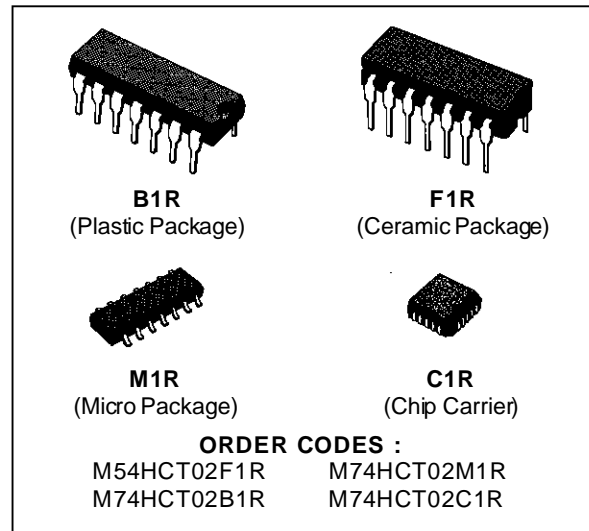 B1R
(Plastic Package)
F1R
(Ceramic Package)
M1R
(Micro Package)
C1R
(Chip Carrier)
ORDER CODES :
M54HCT02F1R M74HCT02M1R
M74HCT02B1R M74HCT02C1R